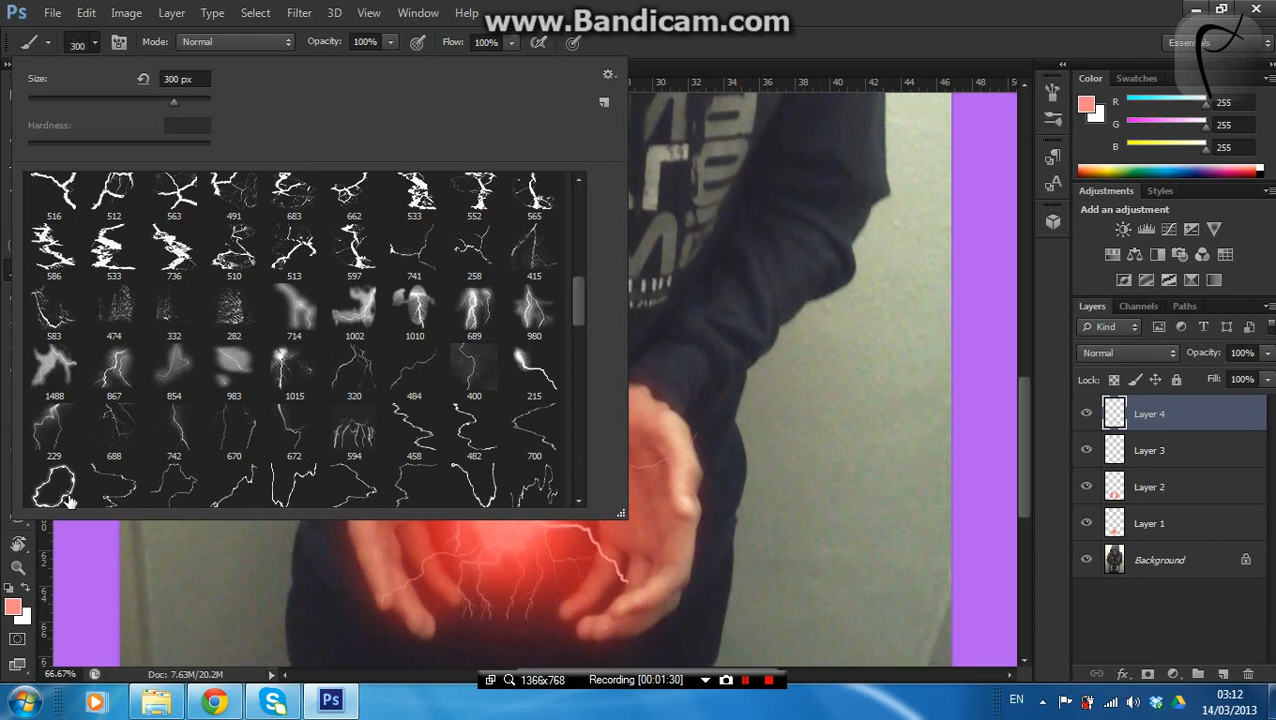 www.Bandicam.com
Ps File Edit Image Layer Type Select Filter 3D View Window Help
300 Mode: Normal Opacity: 100% Flow: 100% Essentials
Size: 300 px
Hardness:
516 512 563 491 683 662 533 552 565
586 533 736 510 513 597 741 258 415
583 474 332 282 714 1002 1010 689 980
1488 867 854 983 1015 320 484 400 215
229 688 742 670 672 594 458 482 700
30 32 34 36 38 40 42 44 46
Color Swatches
R 255
G 255
B 255
Adjustments Styles
Add an adjustment
Layers Channels Paths
Kind
Normal Opacity: 100%
Lock: Fill: 100%
Layer 4
Layer 3
Layer 2
Layer 1
Background
66.67% Doc: 7.63M/20.2M
1366x768 Recording [00:01:30]
Ps EN 03:12
14/03/2013